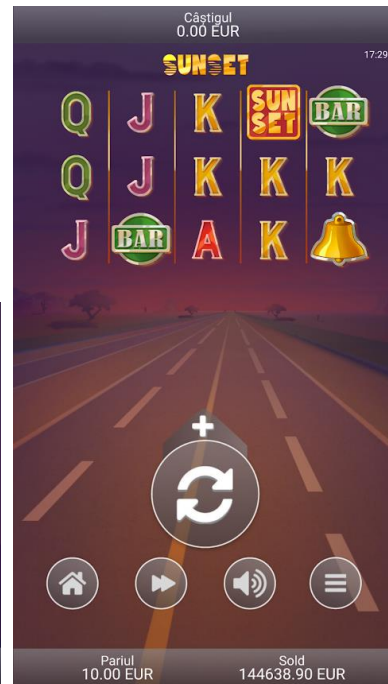 Câștigul
0.00 EUR
SUNSET
17:29
Q J K SUN SET BAR
Q J K K K
J BAR A K
Pariul Sold
10.00 EUR 144638.90 EUR